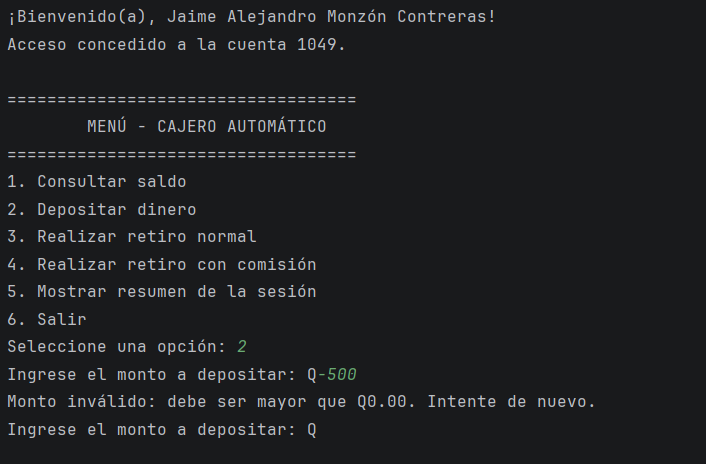 ¡Bienvenido(a), Jaime Alejandro Monzón Contreras!
Acceso concedido a la cuenta 1049.
===================================
MENÚ - CAJERO AUTOMÁTICO
===================================
1. Consultar saldo
2. Depositar dinero
3. Realizar retiro normal
4. Realizar retiro con comisión
5. Mostrar resumen de la sesión
6. Salir
Seleccione una opción: 2
Ingrese el monto a depositar: Q-500
Monto inválido: debe ser mayor que Q0.00. Intente de nuevo.
Ingrese el monto a depositar: Q